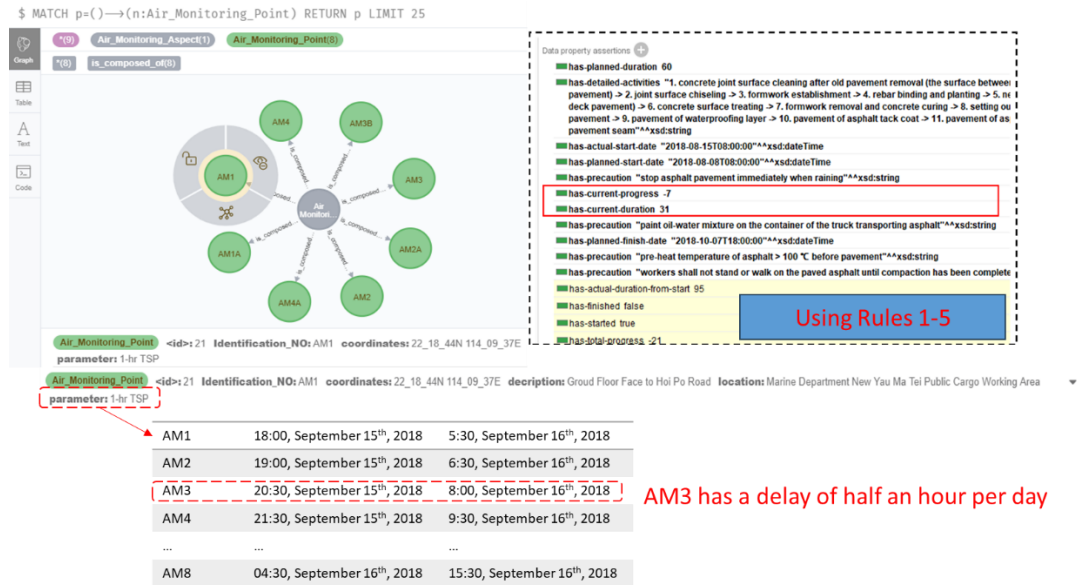 $ MATCH p=()⟶(n:Air_Monitoring_Point) RETURN p LIMIT 25
*(9) Air_Monitoring_Aspect(1) Air_Monitoring_Point(8)
*(8) is_composed_of(8)
Graph
Table
Text
Code
AM4
AM3B
AM1
AM3
Air
Monitori...
AM1A
AM2A
AM4A
AM2
is_composed...
is_composed...
is_composed...
is_composed...
is_composed...
is_composed...
is_composed...
posed...
Air_Monitoring_Point <id>: 21 Identification_NO: AM1 coordinates: 22_18_44N 114_09_37E
parameter: 1-hr TSP
Data property assertions
has-planned-duration 60
has-detailed-activities "1. concrete joint surface cleaning after old pavement removal (the surface between
pavement) -> 2. joint surface chiseling -> 3. formwork establishment -> 4. rebar binding and planting -> 5. ne
deck pavement) -> 6. concrete surface treating -> 7. formwork removal and concrete curing -> 8. setting ou
pavement -> 9. pavement of waterproofing layer -> 10. pavement of asphalt tack coat -> 11. pavement of as
pavement seam"^^xsd:string
has-actual-start-date "2018-08-15T08:00:00"^^xsd:dateTime
has-planned-start-date "2018-08-08T08:00:00"^^xsd:dateTime
has-precaution "stop asphalt pavement immediately when raining"^^xsd:string
has-current-progress -7
has-current-duration 31
has-precaution "paint oil-water mixture on the container of the truck transporting asphalt"^^xsd:string
has-planned-finish-date "2018-10-07T18:00:00"^^xsd:dateTime
has-precaution "pre-heat temperature of asphalt > 100 ℃ before pavement"^^xsd:string
has-precaution "workers shall not stand or walk on the paved asphalt until compaction has been complete
has-actual-duration-from-start 95
has-finished false
has-started true
has-total-progress -21
Using Rules 1-5
Air_Monitoring_Point <id>: 21 Identification_NO: AM1 coordinates: 22_18_44N 114_09_37E decription: Groud Floor Face to Hoi Po Road location: Marine Department New Yau Ma Tei Public Cargo Working Area
parameter: 1-hr TSP
AM1 18:00, September 15th, 2018 5:30, September 16th, 2018
AM2 19:00, September 15th, 2018 6:30, September 16th, 2018
AM3 20:30, September 15th, 2018 8:00, September 16th, 2018
AM3 has a delay of half an hour per day
AM4 21:30, September 15th, 2018 9:30, September 16th, 2018
... ... ...
AM8 04:30, September 16th, 2018 15:30, September 16th, 2018